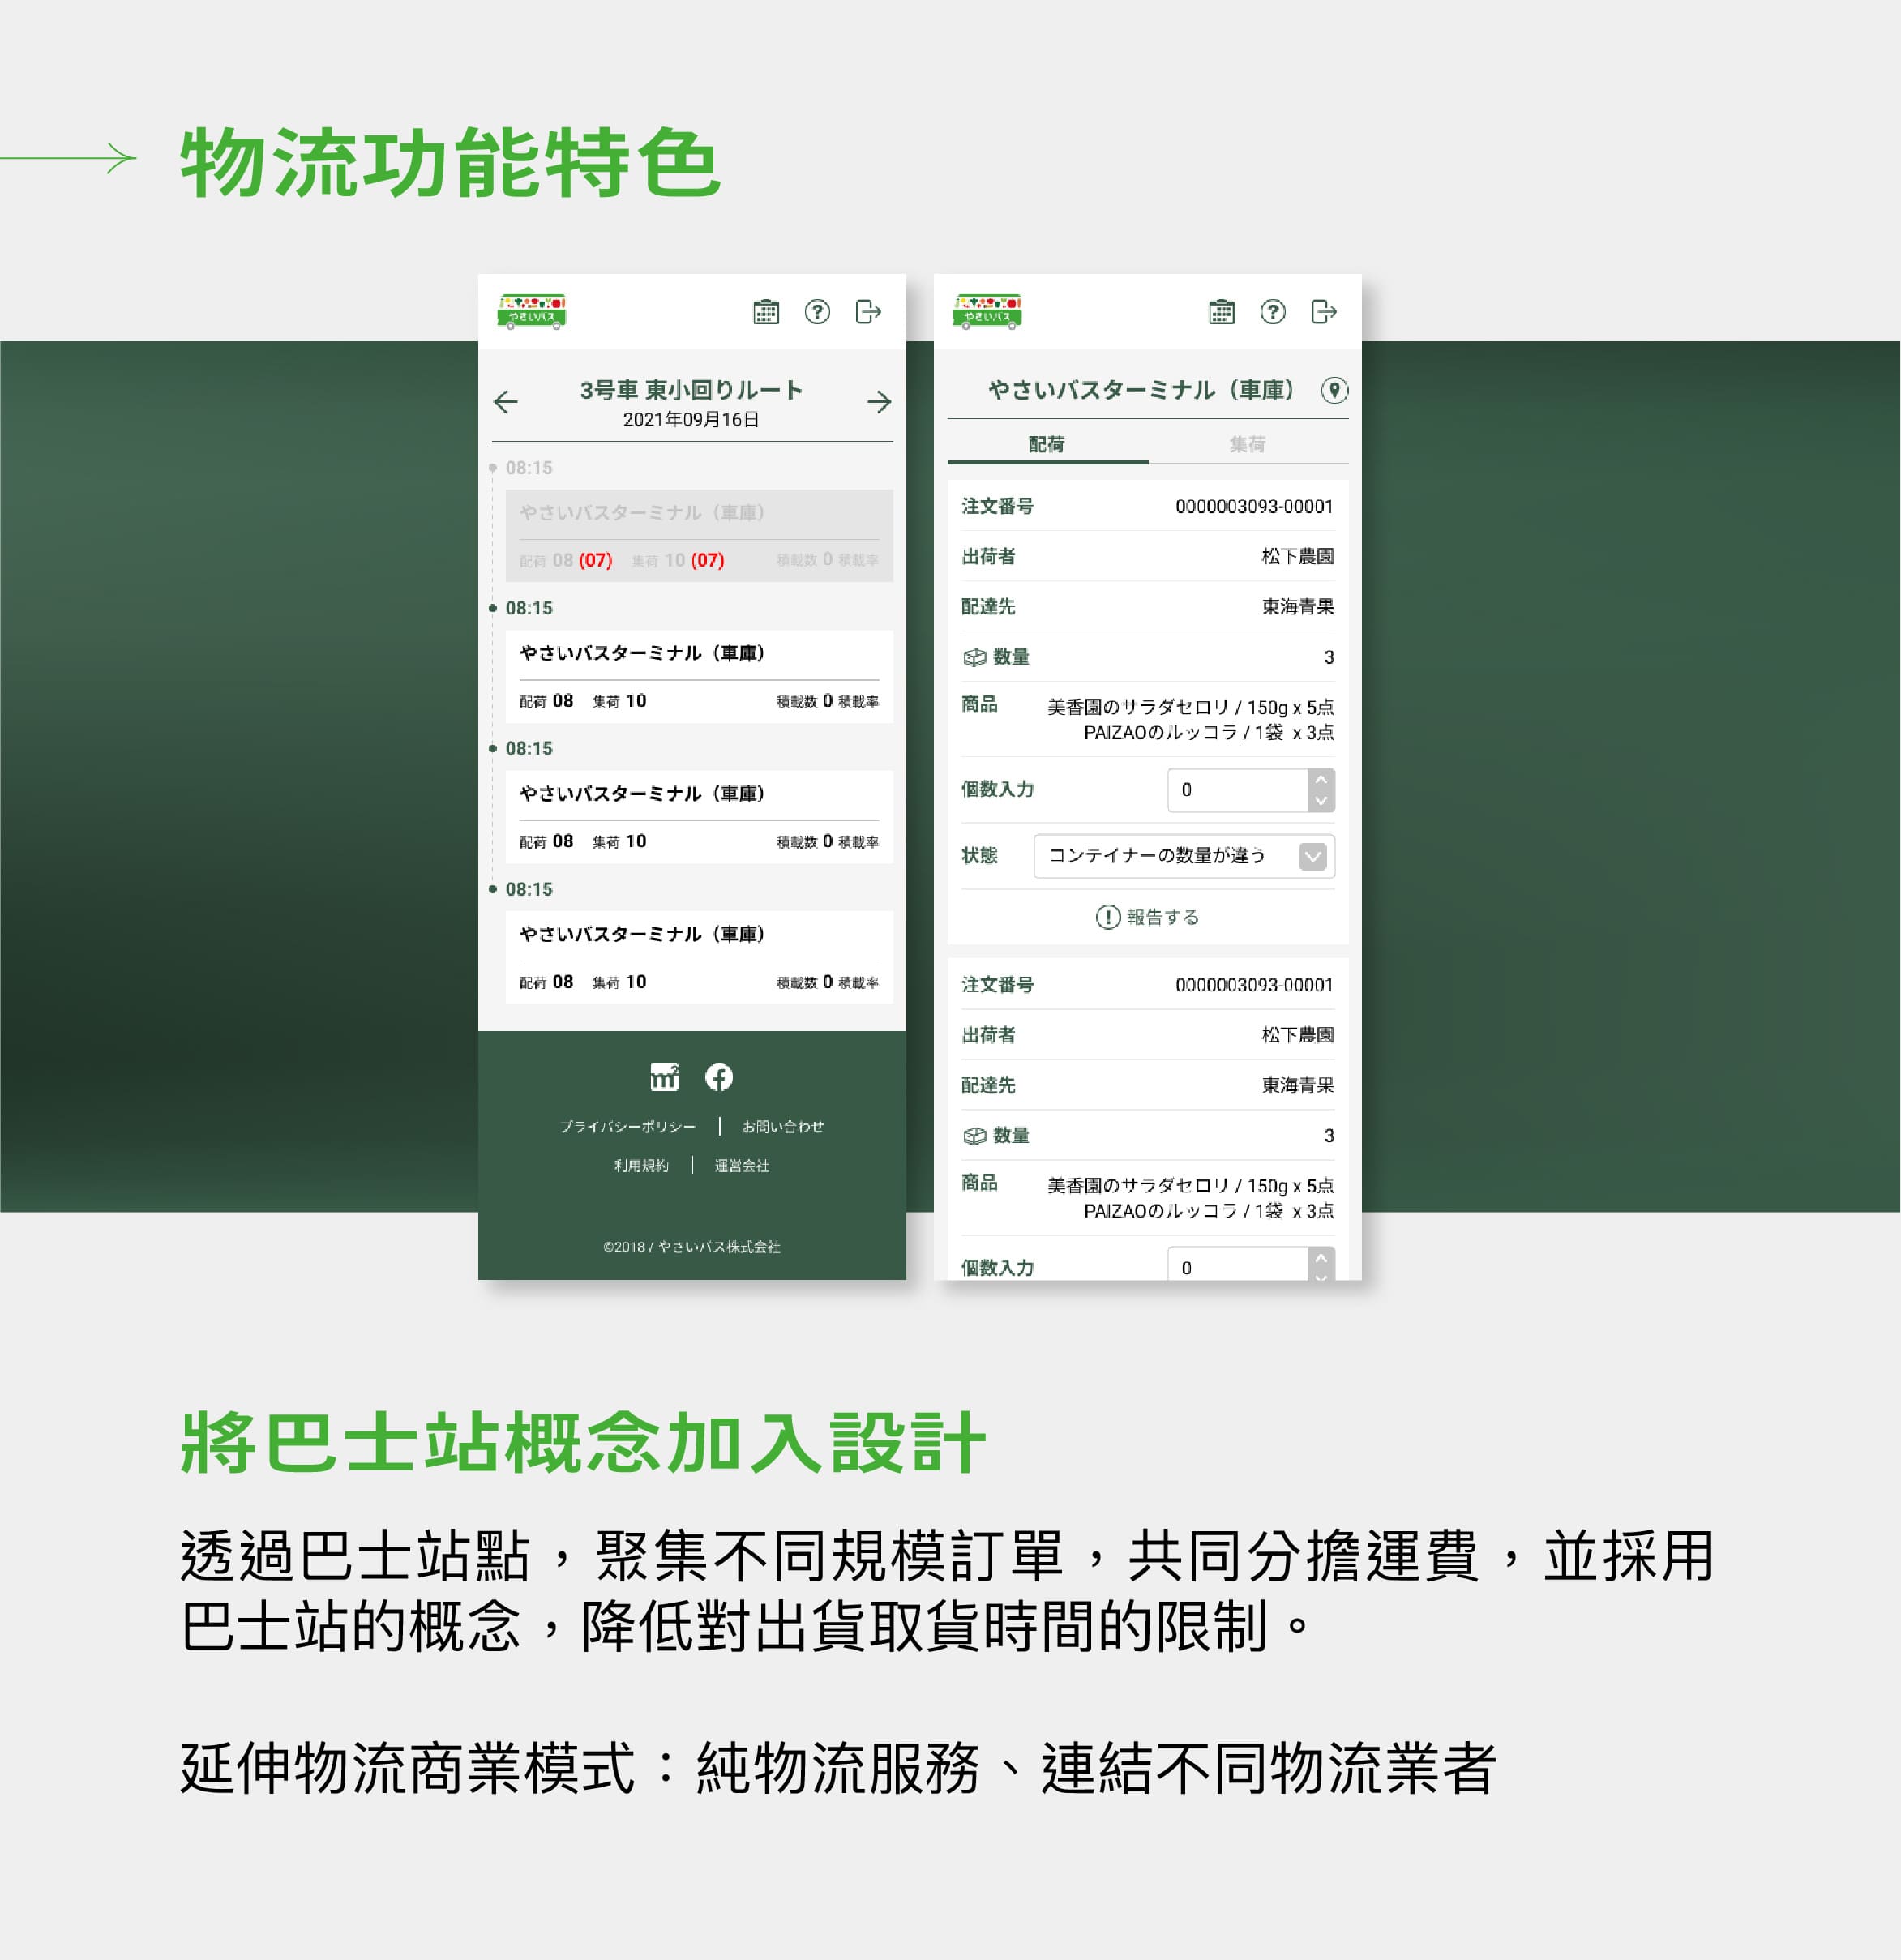 物流功能特色
やさいバス
3号車 東小回りルート
2021年09月16日
08:15
やさいバスターミナル（車庫）
配荷 08 (07) 集荷 10 (07) 積載数 0 積載率
08:15
やさいバスターミナル（車庫）
配荷 08 集荷 10 積載数 0 積載率
08:15
やさいバスターミナル（車庫）
配荷 08 集荷 10 積載数 0 積載率
08:15
やさいバスターミナル（車庫）
配荷 08 集荷 10 積載数 0 積載率
m2
プライバシーポリシー | お問い合わせ
利用規約 | 運営会社
©2018 / やさいバス株式会社
やさいバス
やさいバスターミナル（車庫）
配荷 集荷
注文番号 0000003093-00001
出荷者 松下農園
配達先 東海青果
数量 3
商品 美香園のサラダセロリ / 150g x 5点
PAIZAOのルッコラ / 1袋 x 3点
個数入力 0
状態 コンテイナーの数量が違う
報告する
注文番号 0000003093-00001
出荷者 松下農園
配達先 東海青果
数量 3
商品 美香園のサラダセロリ / 150g x 5点
PAIZAOのルッコラ / 1袋 x 3点
個数入力 0
將巴士站概念加入設計
透過巴士站點，聚集不同規模訂單，共同分擔運費，並採用
巴士站的概念，降低對出貨取貨時間的限制。
延伸物流商業模式：純物流服務、連結不同物流業者